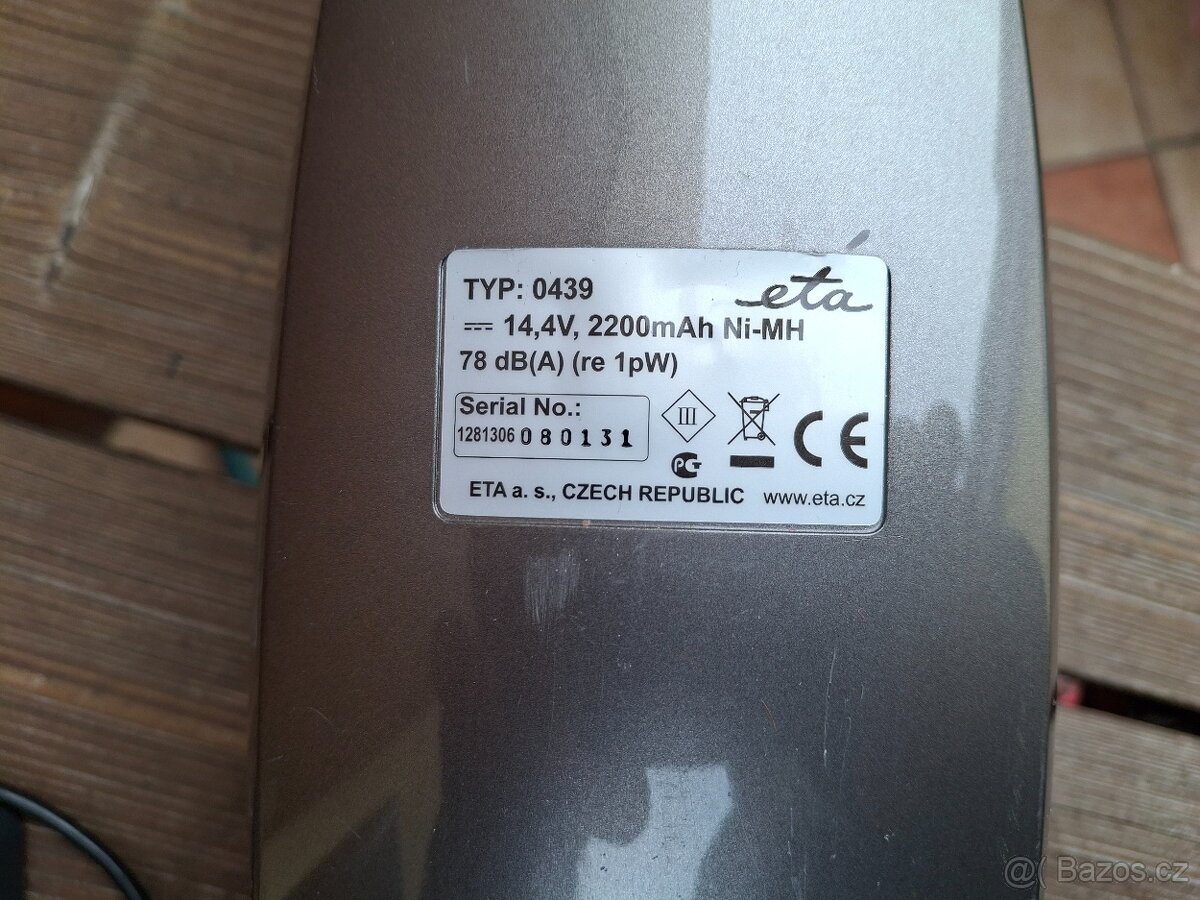 TYP: 0439
eta
14,4V, 2200mAh Ni-MH
78 dB(A) (re 1pW)
Serial No.:
1281306 080131
III
PG
CE
ETA a. s., CZECH REPUBLIC www.eta.cz
@( Bazos.cz